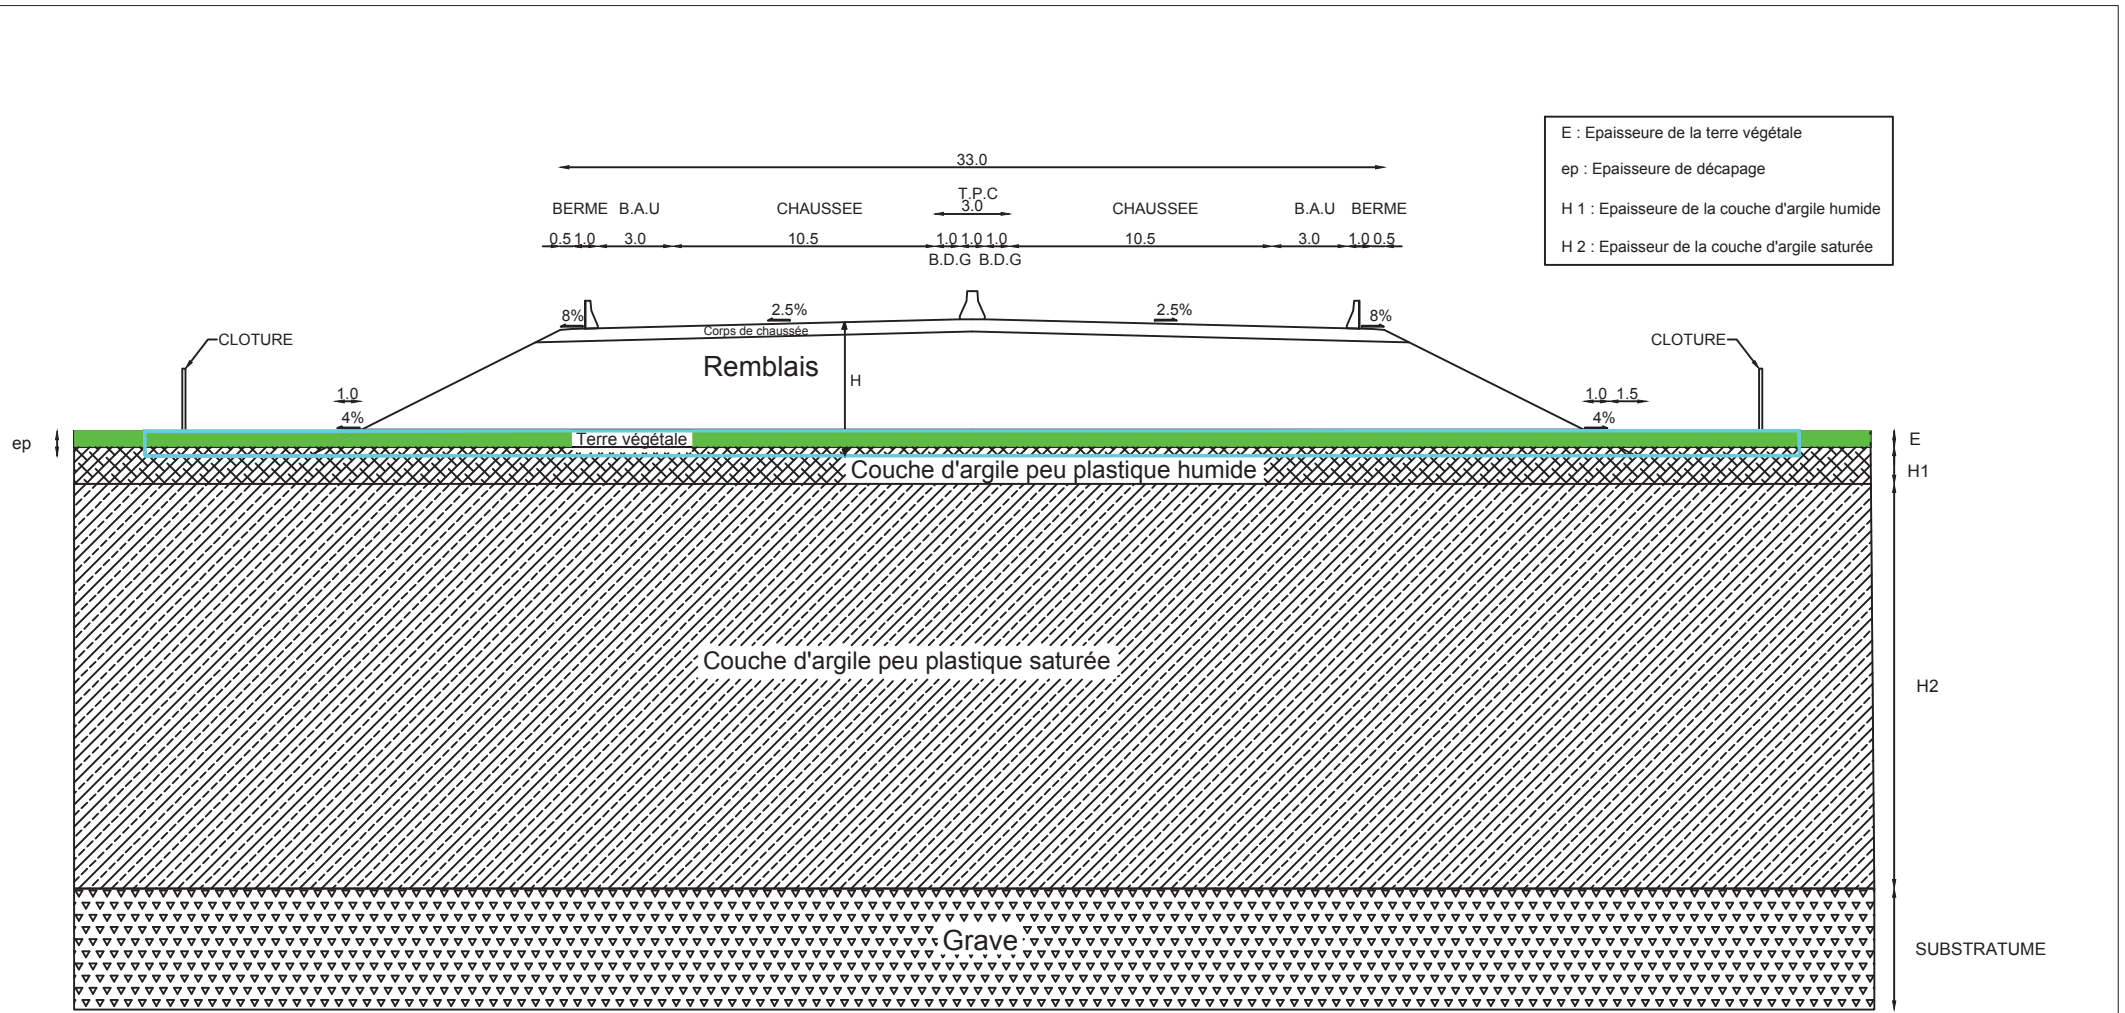 E : Epaisseure de la terre végétale
ep : Epaisseure de décapage
H 1 : Epaisseure de la couche d'argile humide
H 2 : Epaisseur de la couche d'argile saturée
33.0
T.P.C
3.0
BERME B.A.U CHAUSSEE CHAUSSEE B.A.U BERME
0.5 1.0 3.0 10.5 1.0 1.0 1.0 10.5 3.0 1.0 0.5
B.D.G B.D.G
8% 2.5% 2.5% 8%
Corps de chaussée
CLOTURE CLOTURE
Remblais
H
1.0 1.0 1.5
4% 4%
ep Terre végétale E
Couche d'argile peu plastique humide H1
Couche d'argile peu plastique saturée
H2
Grave
SUBSTRATUME